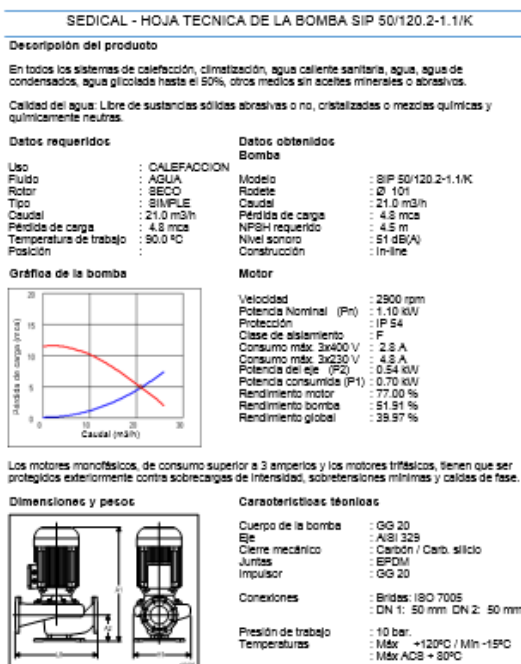 SEDICAL - HOJA TECNICA DE LA BOMBA SIP 50/120.2-1.1/K
Descripción del producto
En todos los sistemas de calefacción, climatización, agua caliente sanitaria, agua, agua de
condensados, agua glicolada hasta el 50%, otros medios sin aceites minerales o abrasivos.
Calidad del agua: Libre de sustancias sólidas abrasivas o no, cristalizadas o mezclas químicas y
químicamente neutras.
Datos requeridos
Uso : CALEFACCION
Fluido : AGUA
Rotor : SECO
Tipo : SIMPLE
Caudal : 21.0 m3/h
Pérdida de carga : 4.8 mca
Temperatura de trabajo : 90.0 ºC
Posición :
Datos obtenidos
Bomba
Modelo : SIP 50/120.2-1.1/K
Rodete : Ø 101
Caudal : 21.0 m3/h
Pérdida de carga : 4.8 mca
NPSH requerido : 4.5 m
Nivel sonoro : 51 dB(A)
Construcción : In-line
Gráfica de la bomba
Pérdida de carga (mca)
20
15
10
5
0
0 10 20 30
Caudal (m3/h)
Motor
Velocidad : 2900 rpm
Potencia Nominal (Pn) : 1.10 kW
Protección : IP 54
Clase de aislamiento : F
Consumo máx. 3x400 V : 2.8 A
Consumo máx. 3x230 V : 4.8 A
Potencia del eje (P2) : 0.54 kW
Potencia consumida (P1) : 0.70 kW
Rendimiento motor : 77.00 %
Rendimiento bomba : 51.91 %
Rendimiento global : 39.97 %
Los motores monofásicos, de consumo superior a 3 amperios y los motores trifásicos, tienen que ser
protegidos exteriormente contra sobrecargas de intensidad, sobretensiones mínimas y caídas de fase.
Dimensiones y pesos
Características técnicas
Cuerpo de la bomba : GG 20
Eje : AISI 329
Cierre mecánico : Carbón / Carb. silicio
Juntas : EPDM
Impulsor : GG 20
Conexiones : Bridas: ISO 7005
: DN 1: 50 mm DN 2: 50 mm
Presión de trabajo : 10 bar.
Temperaturas : Máx +120ºC / Mín -15ºC
: Máx ACS + 80ºC